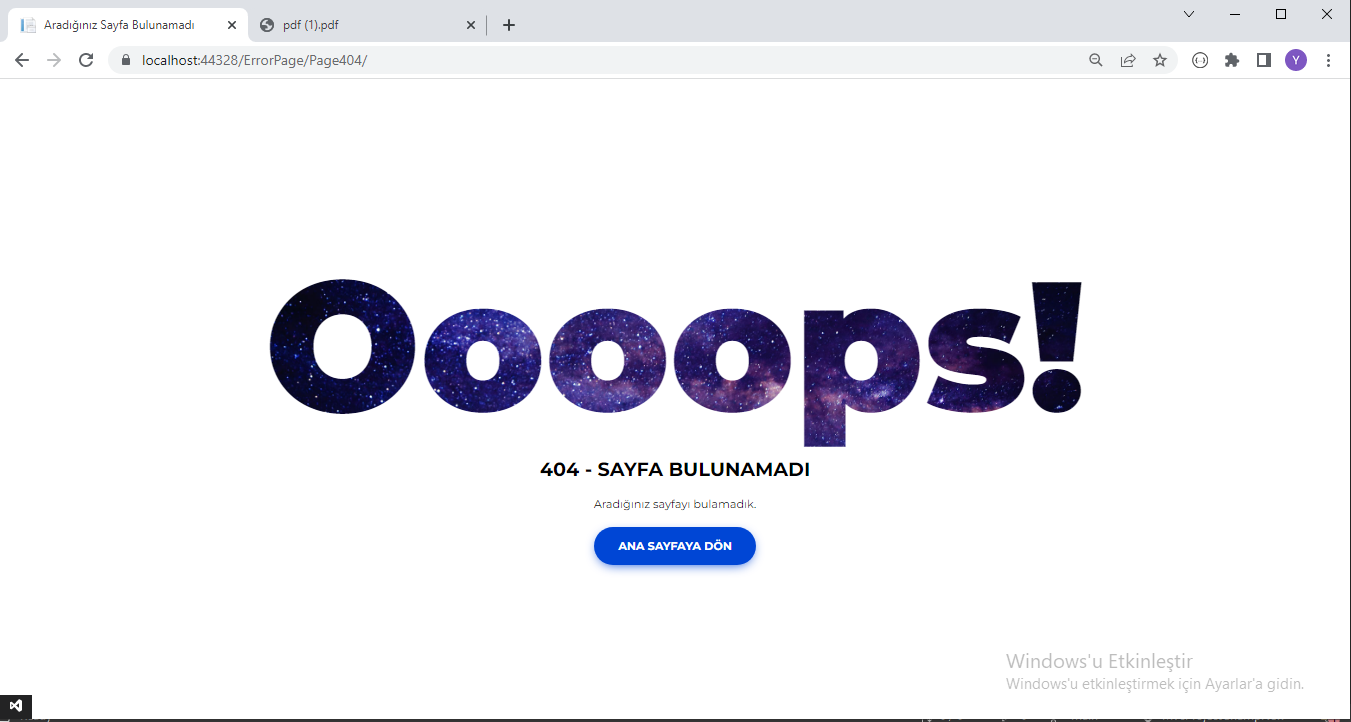 Aradığınız Sayfa Bulunamadı
pdf (1).pdf
localhost:44328/ErrorPage/Page404/
Y
Oooops!
404 - SAYFA BULUNAMADI
Aradığınız sayfayı bulamadık.
ANA SAYFAYA DÖN
Windows'u Etkinleştir
Windows'u etkinleştirmek için Ayarlar'a gidin.